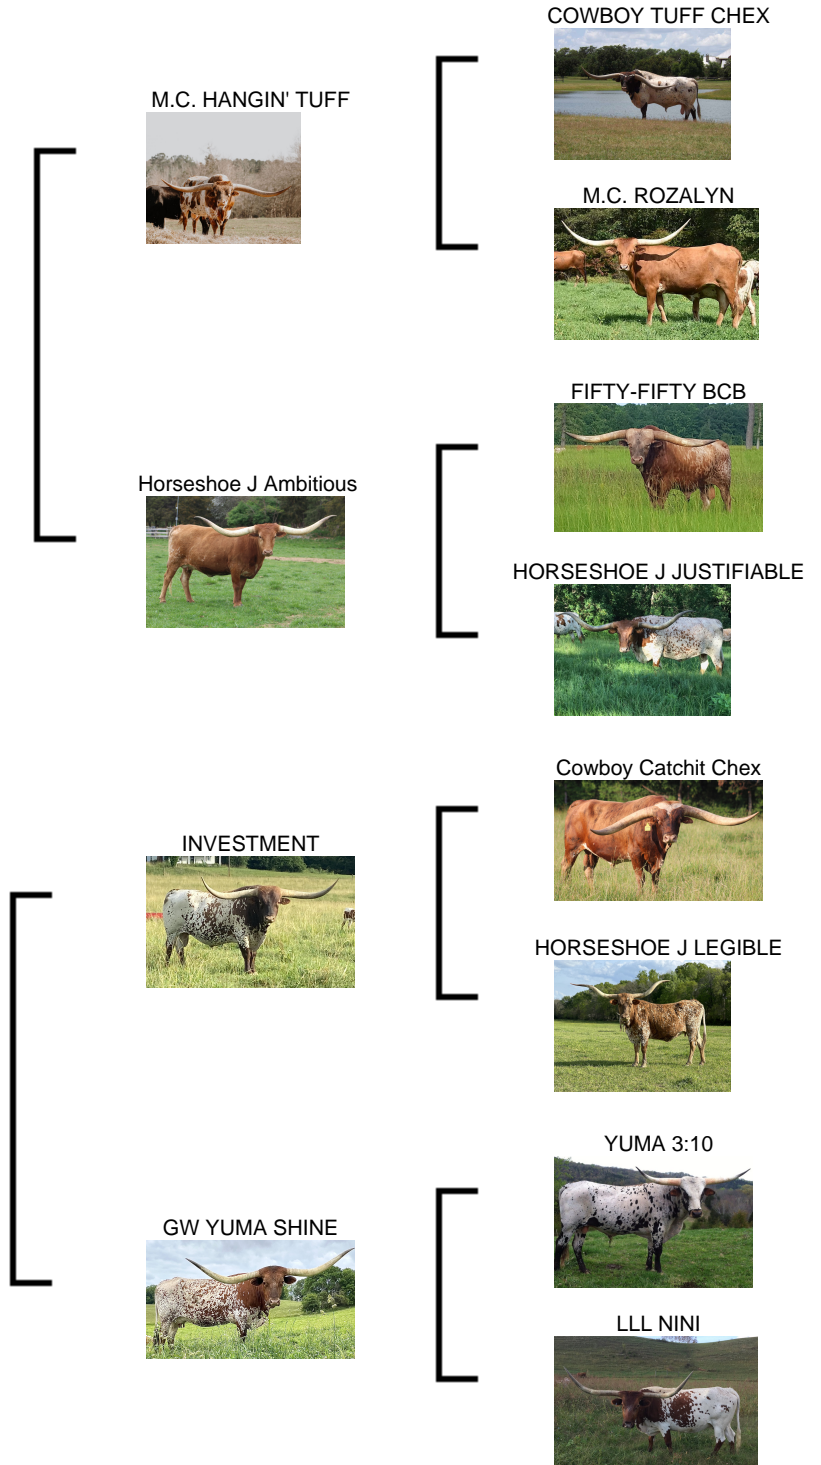 COWBOY TUFF CHEX
M.C. HANGIN' TUFF
M.C. ROZALYN
FIFTY-FIFTY BCB
Horseshoe J Ambitious
HORSESHOE J JUSTIFIABLE
Cowboy Catchit Chex
INVESTMENT
HORSESHOE J LEGIBLE
YUMA 3:10
GW YUMA SHINE
LLL NINI